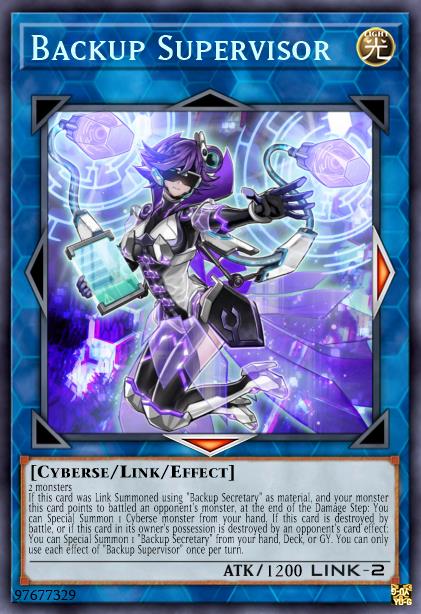 BACKUP SUPERVISOR
LIGHT
光
[CYBERSE/LINK/EFFECT]
2 monsters
If this card was Link Summoned using "Backup Secretary" as material, and your monster
this card points to battled an opponent's monster, at the end of the Damage Step: You
can Special Summon 1 Cyberse monster from your hand. If this card is destroyed by
battle, or if this card in its owner's possession is destroyed by an opponent's card effect:
You can Special Summon 1 "Backup Secretary" from your hand, Deck, or GY. You can only
use each effect of "Backup Supervisor" once per turn.
ATK/1200 LINK-2
97677329